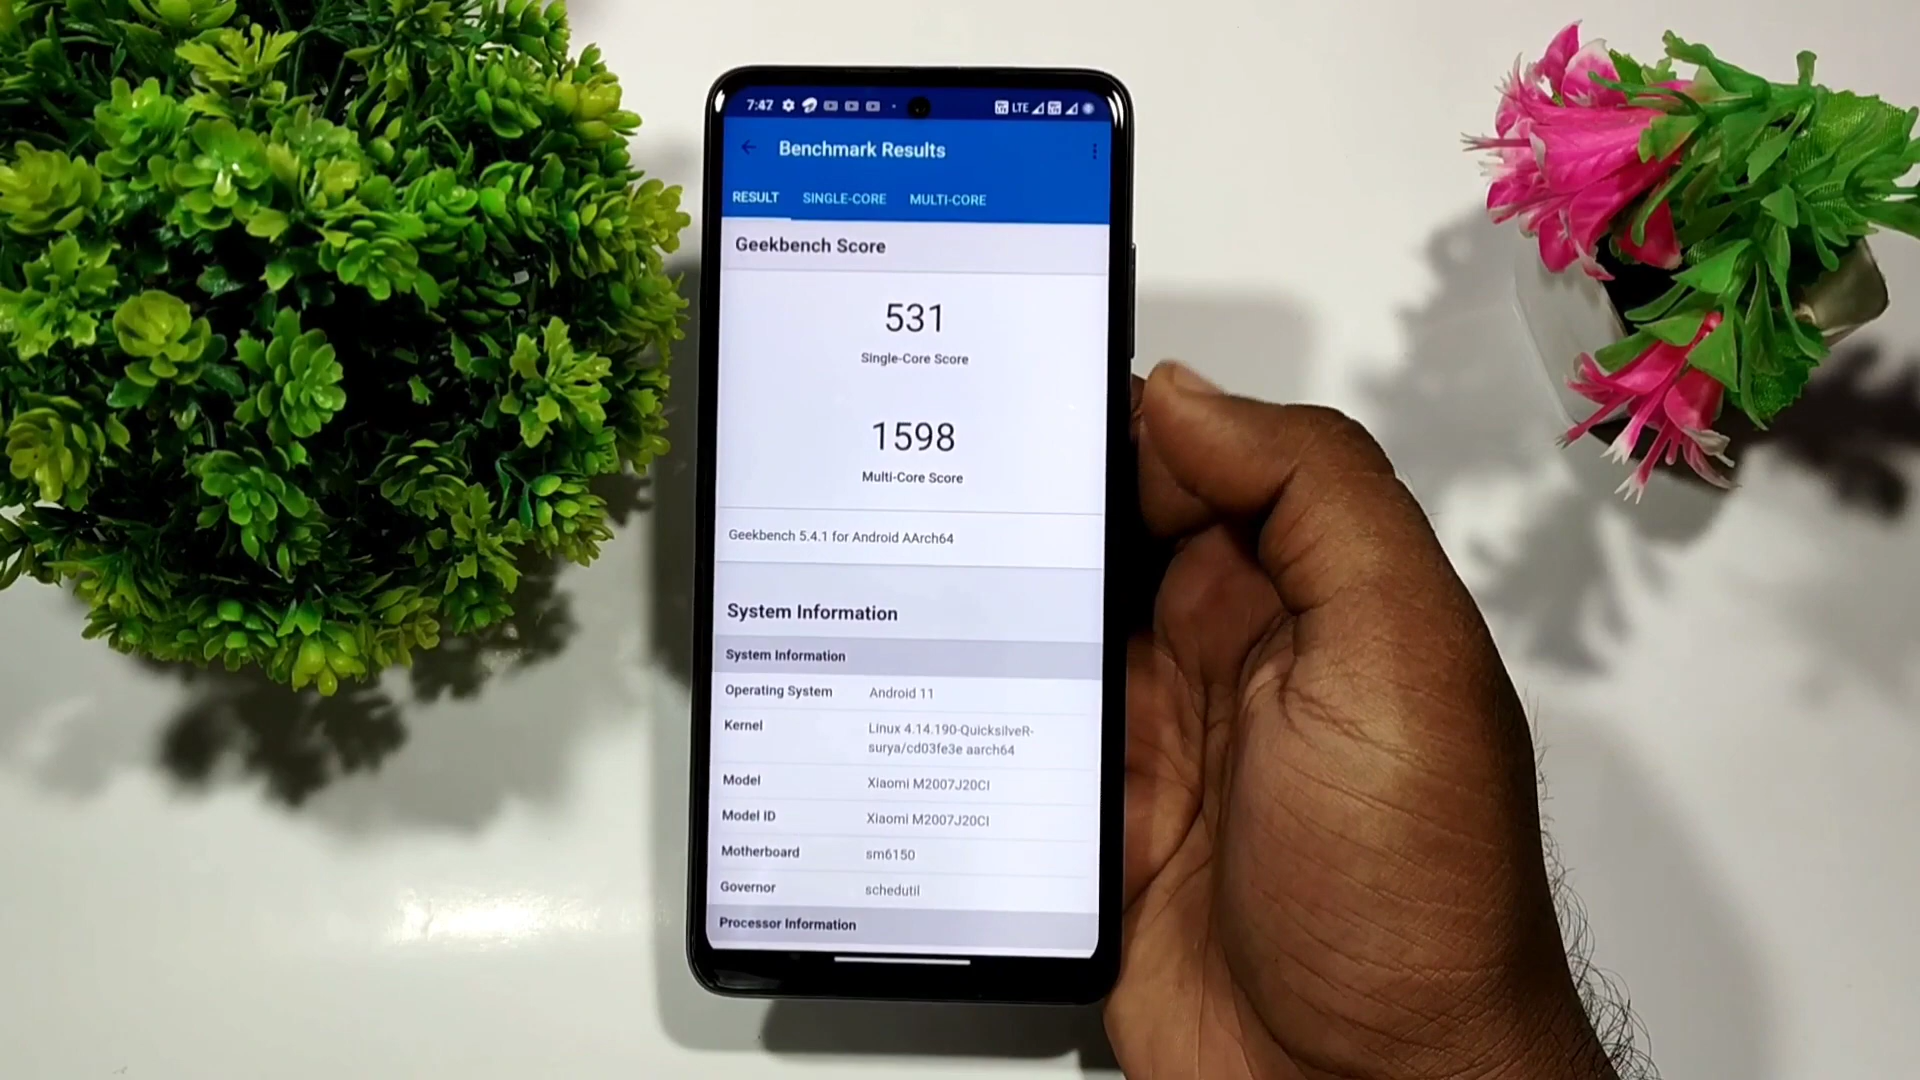 7:47 LTE
Benchmark Results
RESULT SINGLE-CORE MULTI-CORE
Geekbench Score
531
Single-Core Score
1598
Multi-Core Score
Geekbench 5.4.1 for Android AArch64
System Information
System Information
Operating System Android 11
Kernel Linux 4.14.190-QuicksilveR-
surya/cd03fe3e aarch64
Model Xiaomi M2007J20CI
Model ID Xiaomi M2007J20CI
Motherboard sm6150
Governor schedutil
Processor Information